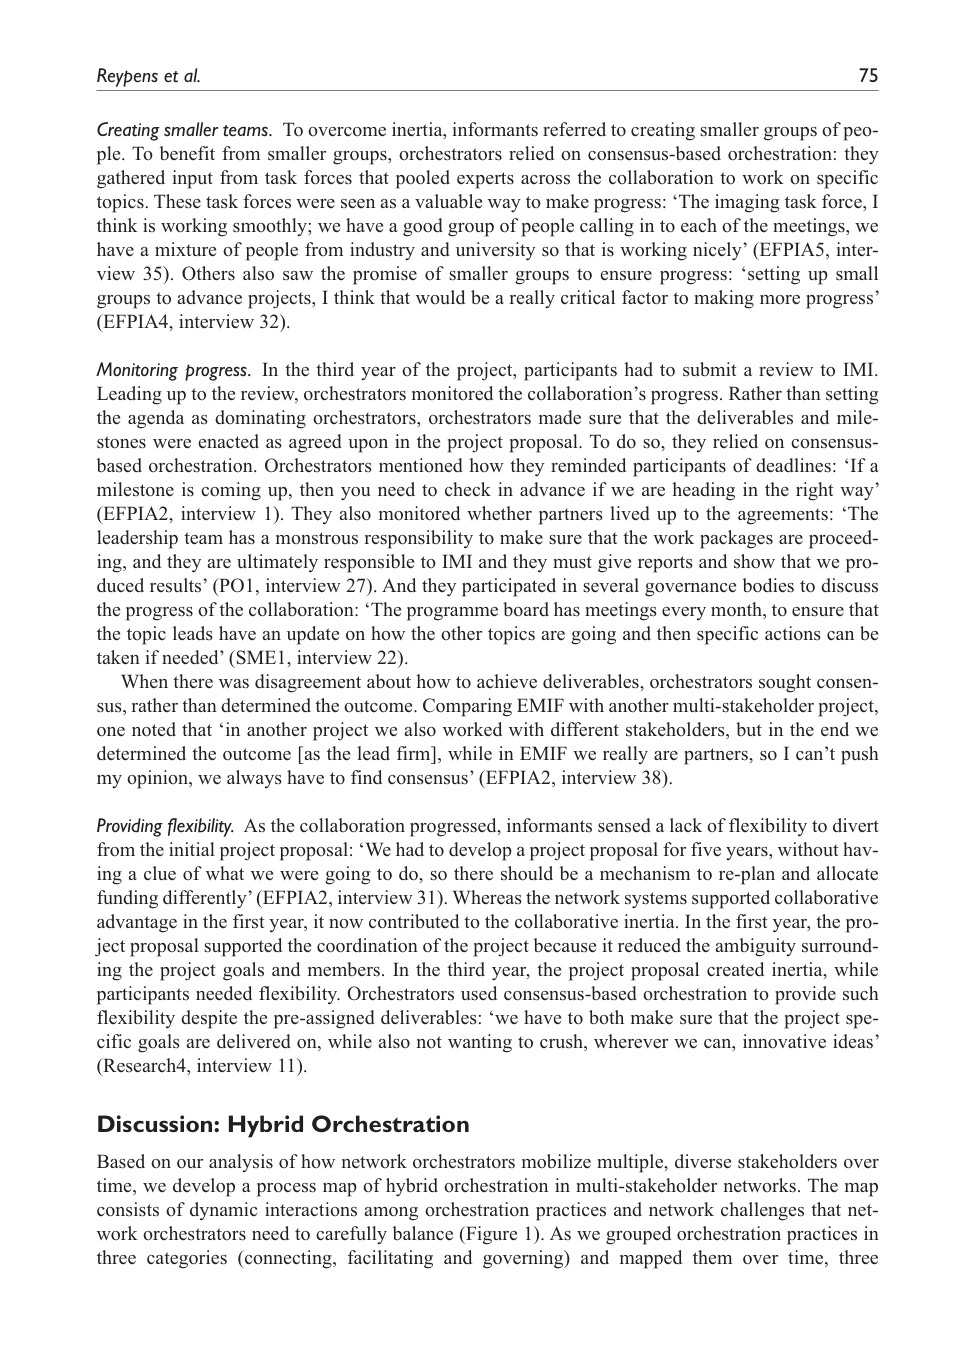 Reypens et al. 75
Creating smaller teams. To overcome inertia, informants referred to creating smaller groups of peo-
ple. To benefit from smaller groups, orchestrators relied on consensus-based orchestration: they
gathered input from task forces that pooled experts across the collaboration to work on specific
topics. These task forces were seen as a valuable way to make progress: ‘The imaging task force, I
think is working smoothly; we have a good group of people calling in to each of the meetings, we
have a mixture of people from industry and university so that is working nicely’ (EFPIA5, inter-
view 35). Others also saw the promise of smaller groups to ensure progress: ‘setting up small
groups to advance projects, I think that would be a really critical factor to making more progress’
(EFPIA4, interview 32).
Monitoring progress. In the third year of the project, participants had to submit a review to IMI.
Leading up to the review, orchestrators monitored the collaboration’s progress. Rather than setting
the agenda as dominating orchestrators, orchestrators made sure that the deliverables and mile-
stones were enacted as agreed upon in the project proposal. To do so, they relied on consensus-
based orchestration. Orchestrators mentioned how they reminded participants of deadlines: ‘If a
milestone is coming up, then you need to check in advance if we are heading in the right way’
(EFPIA2, interview 1). They also monitored whether partners lived up to the agreements: ‘The
leadership team has a monstrous responsibility to make sure that the work packages are proceed-
ing, and they are ultimately responsible to IMI and they must give reports and show that we pro-
duced results’ (PO1, interview 27). And they participated in several governance bodies to discuss
the progress of the collaboration: ‘The programme board has meetings every month, to ensure that
the topic leads have an update on how the other topics are going and then specific actions can be
taken if needed’ (SME1, interview 22).
When there was disagreement about how to achieve deliverables, orchestrators sought consen-
sus, rather than determined the outcome. Comparing EMIF with another multi-stakeholder project,
one noted that ‘in another project we also worked with different stakeholders, but in the end we
determined the outcome [as the lead firm], while in EMIF we really are partners, so I can’t push
my opinion, we always have to find consensus’ (EFPIA2, interview 38).
Providing flexibility. As the collaboration progressed, informants sensed a lack of flexibility to divert
from the initial project proposal: ‘We had to develop a project proposal for five years, without hav-
ing a clue of what we were going to do, so there should be a mechanism to re-plan and allocate
funding differently’ (EFPIA2, interview 31). Whereas the network systems supported collaborative
advantage in the first year, it now contributed to the collaborative inertia. In the first year, the pro-
ject proposal supported the coordination of the project because it reduced the ambiguity surround-
ing the project goals and members. In the third year, the project proposal created inertia, while
participants needed flexibility. Orchestrators used consensus-based orchestration to provide such
flexibility despite the pre-assigned deliverables: ‘we have to both make sure that the project spe-
cific goals are delivered on, while also not wanting to crush, wherever we can, innovative ideas’
(Research4, interview 11).
Discussion: Hybrid Orchestration
Based on our analysis of how network orchestrators mobilize multiple, diverse stakeholders over
time, we develop a process map of hybrid orchestration in multi-stakeholder networks. The map
consists of dynamic interactions among orchestration practices and network challenges that net-
work orchestrators need to carefully balance (Figure 1). As we grouped orchestration practices in
three categories (connecting, facilitating and governing) and mapped them over time, three